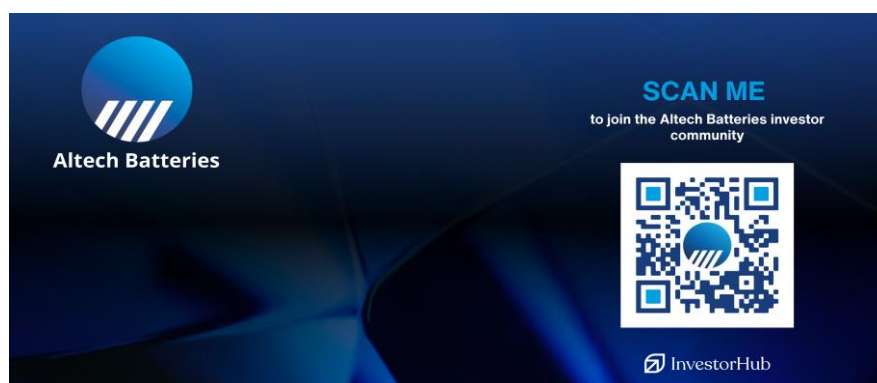 Altech Batteries
SCAN ME
to join the Altech Batteries investor
community
InvestorHub